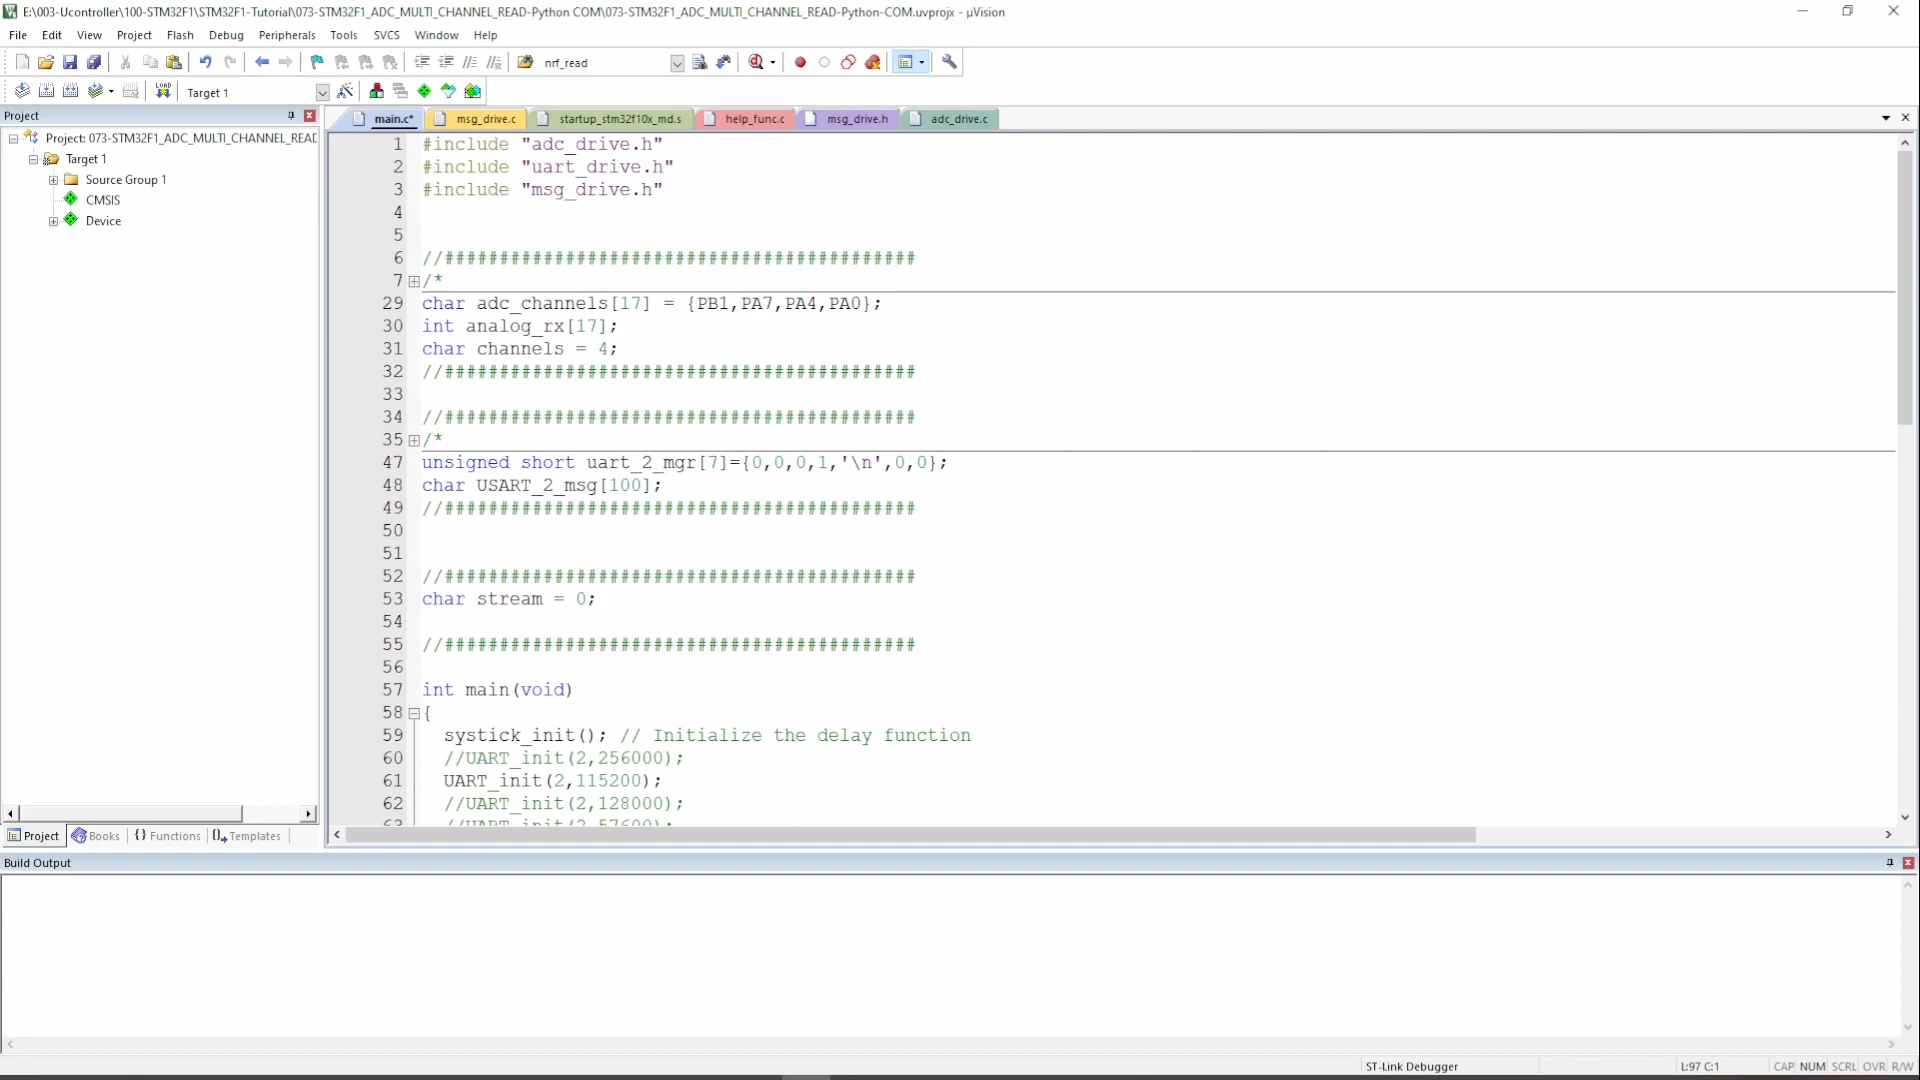 E:\003-Ucontroller\100-STM32F1\STM32F1-Tutorial\073-STM32F1_ADC_MULTI_CHANNEL_READ-Python COM\073-STM32F1_ADC_MULTI_CHANNEL_READ-Python-COM.uvprojx - µVision
File Edit View Project Flash Debug Peripherals Tools SVCS Window Help
nrf_read
LOAD Target 1
Project
main.c* msg_drive.c startup_stm32f10x_md.s help_func.c msg_drive.h adc_drive.c
Project: 073-STM32F1_ADC_MULTI_CHANNEL_READ
Target 1
Source Group 1
CMSIS
Device
1 #include "adc_drive.h"
2 #include "uart_drive.h"
3 #include "msg_drive.h"
4
5
6 //###########################################
7 /*
29 char adc_channels[17] = {PB1,PA7,PA4,PA0};
30 int analog_rx[17];
31 char channels = 4;
32 //###########################################
33
34 //###########################################
35 /*
47 unsigned short uart_2_mgr[7]={0,0,0,1,'\n',0,0};
48 char USART_2_msg[100];
49 //###########################################
50
51
52 //###########################################
53 char stream = 0;
54
55 //###########################################
56
57 int main(void)
58 {
59 systick_init(); // Initialize the delay function
60 //UART_init(2,256000);
61 UART_init(2,115200);
62 //UART_init(2,128000);
63 //UART_init(2,57600);
Project Books {} Functions Templates
Build Output
ST-Link Debugger L:97 C:1 CAP NUM SCRL OVR R/W